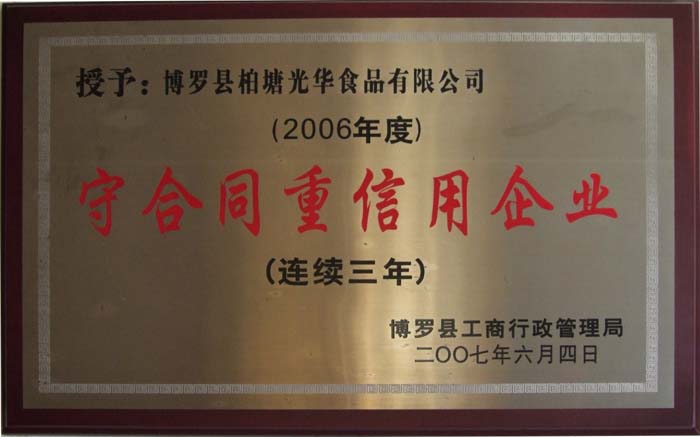 授予：博罗县柏塘光华食品有限公司
(2006年度)
守合同重信用企业
(连续三年)
博罗县工商行政管理局
二〇〇七年六月四日